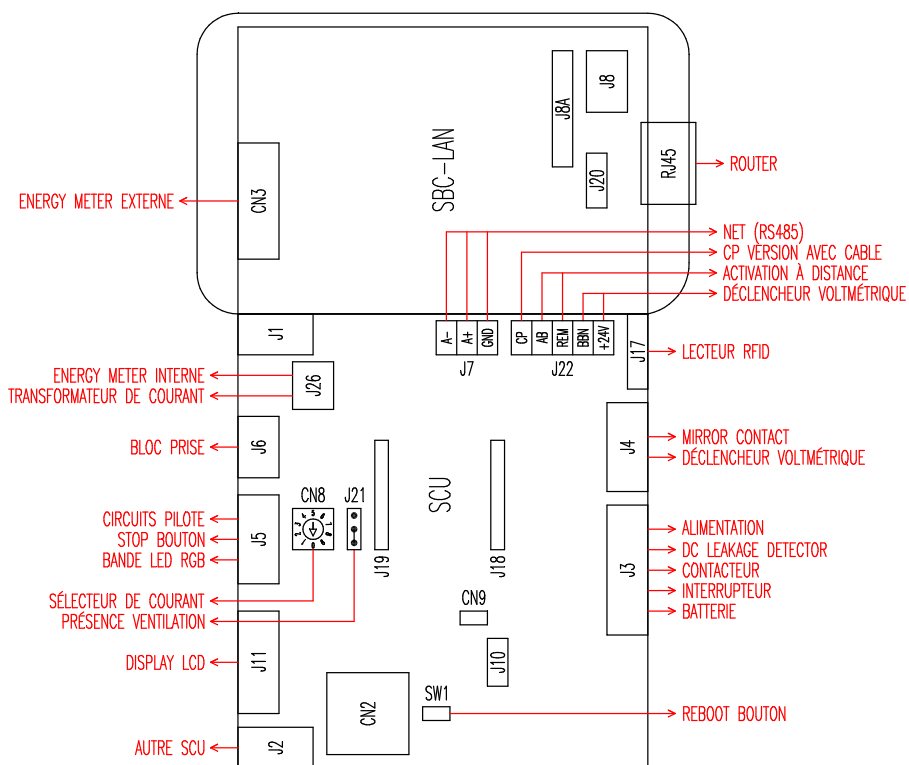 J8
J8A
RJ45
ROUTER
SBC-LAN
J20
CN3
ENERGY METER EXTERNE
NET (RS485)
CP VERSION AVEC CABLE
ACTIVATION À DISTANCE
DÉCLENCHEUR VOLTMÉTRIQUE
J1
A-
A+
GND
CP
AB
REM
BBN
+24V
J17
LECTEUR RFID
J7
J22
ENERGY METER INTERNE
TRANSFORMATEUR DE COURANT
J26
BLOC PRISE
J6
J4
MIRROR CONTACT
DÉCLENCHEUR VOLTMÉTRIQUE
CN8
J21
SCU
CIRCUITS PILOTE
STOP BOUTON
BANDE LED RGB
J5
J19
J18
J3
ALIMENTATION
DC LEAKAGE DETECTOR
CONTACTEUR
INTERRUPTEUR
BATTERIE
SÉLECTEUR DE COURANT
PRÉSENCE VENTILATION
CN9
DISPLAY LCD
J11
J10
CN2
SW1
REBOOT BOUTON
AUTRE SCU
J2